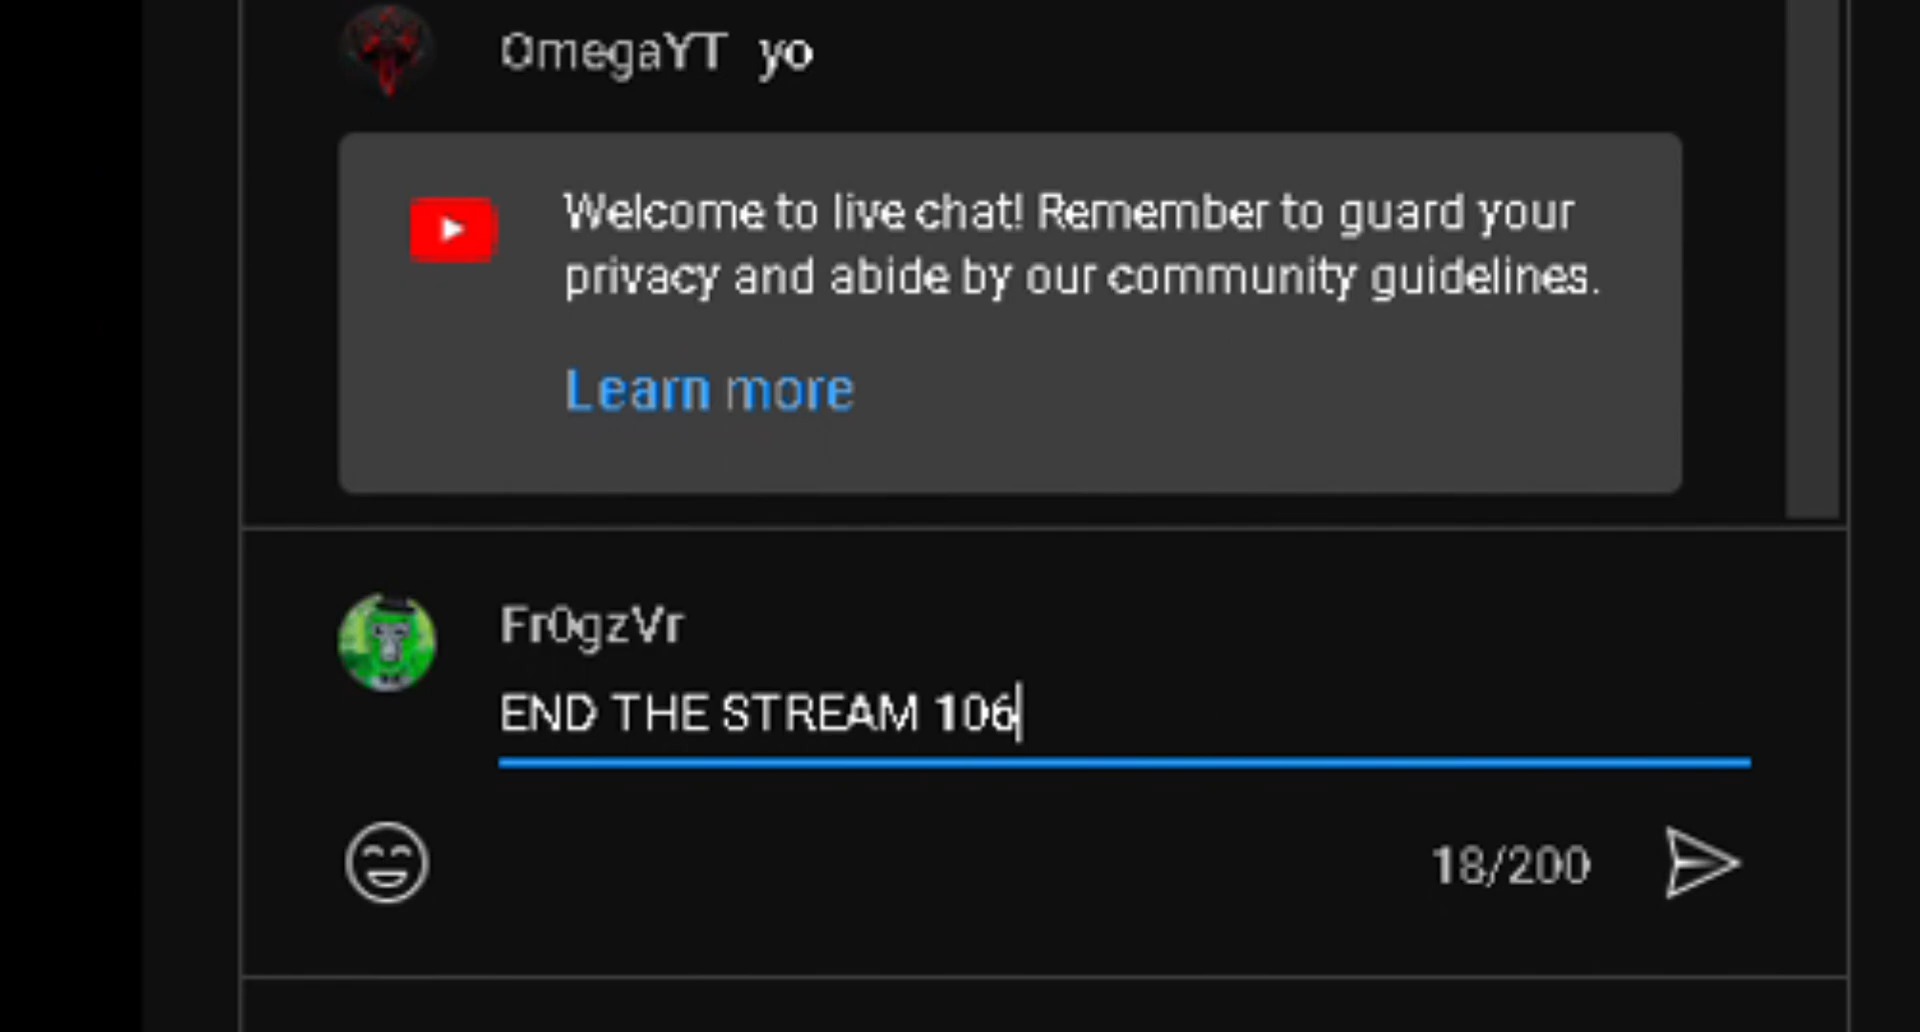 OmegaYT yo
Welcome to live chat! Remember to guard your
privacy and abide by our community guidelines.
Learn more
Fr0gzVr
END THE STREAM 106
18/200